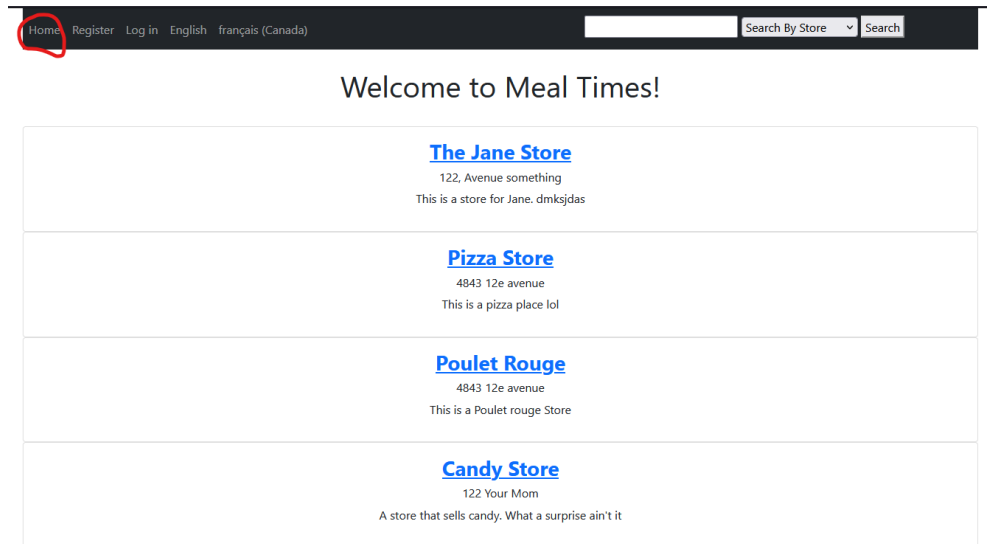 Home Register Log in English français (Canada) Search By Store Search
Welcome to Meal Times!
The Jane Store
122, Avenue something
This is a store for Jane. dmksjdas
Pizza Store
4843 12e avenue
This is a pizza place lol
Poulet Rouge
4843 12e avenue
This is a Poulet rouge Store
Candy Store
122 Your Mom
A store that sells candy. What a surprise ain't it